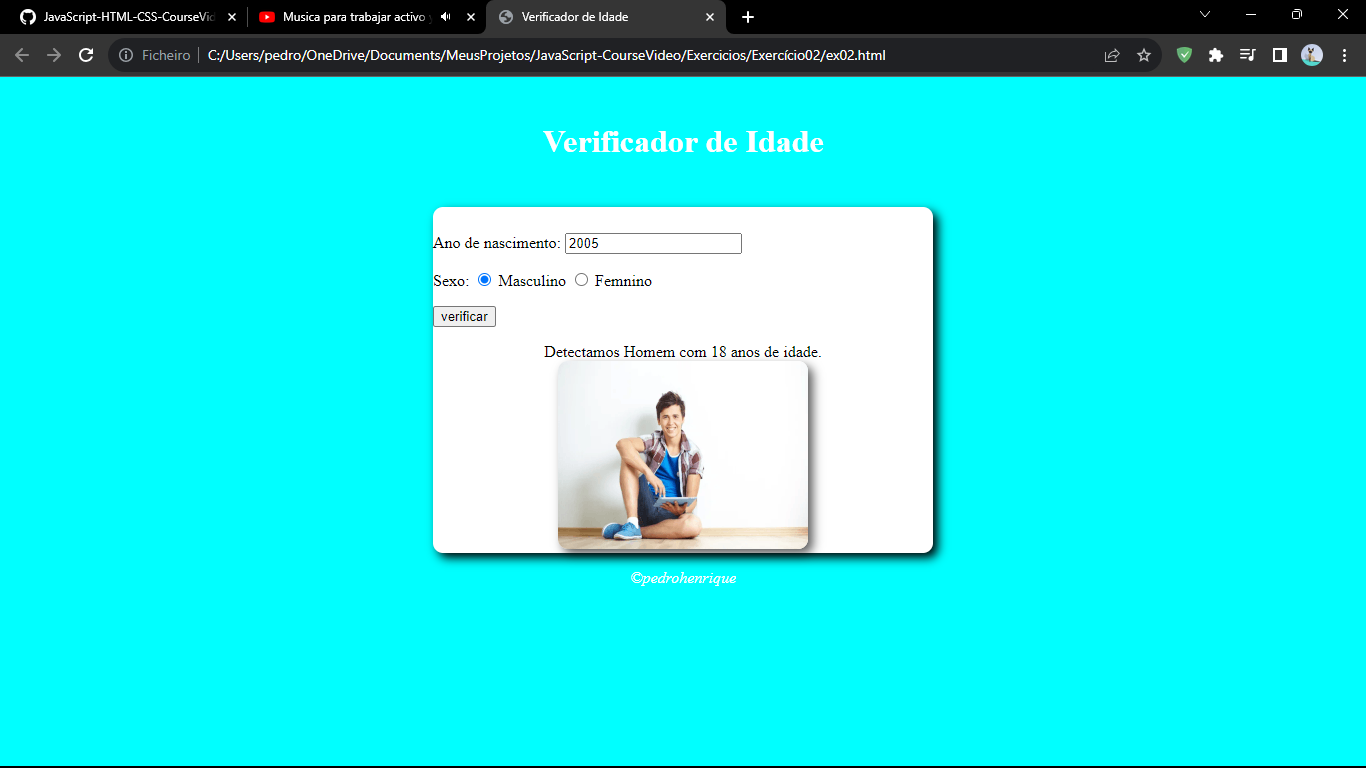 JavaScript-HTML-CSS-CourseVid
Musica para trabajar activo y
Verificador de Idade
Ficheiro
C:/Users/pedro/OneDrive/Documents/MeusProjetos/JavaScript-CourseVideo/Exercicios/Exercício02/ex02.html
Verificador de Idade
Ano de nascimento: 2005
Sexo: Masculino Femnino
verificar
Detectamos Homem com 18 anos de idade.
©pedrohenrique